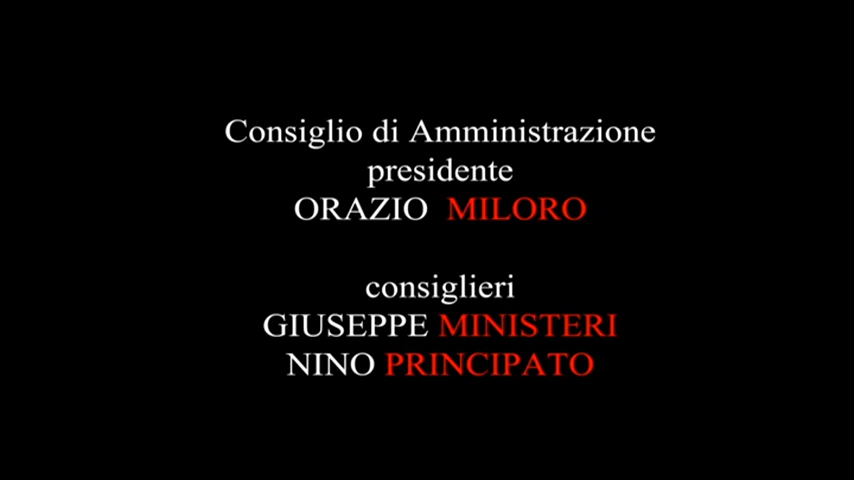 Consiglio di Amministrazione
presidente
ORAZIO MILORO
consiglieri
GIUSEPPE MINISTERI
NINO PRINCIPATO